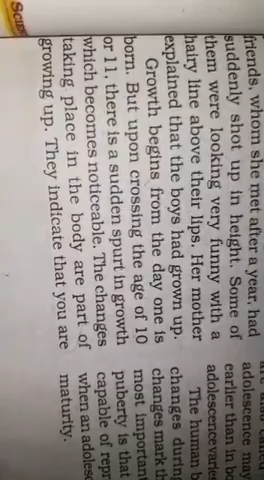 friends, whom she met after a year, had
suddenly shot up in height. Some of
them were looking very funny with a
hairy line above their lips. Her mother
explained that the boys had grown up.
Growth begins from the day one is
born. But upon crossing the age of 10
or 11, there is a sudden spurt in growth
which becomes noticeable. The changes
taking place in the body are part of
growing up. They indicate that you are
adolescence may
earlier than in
adolescence
The human
changes
changes mark
most important
puberty is that
capable of
when an
maturity.